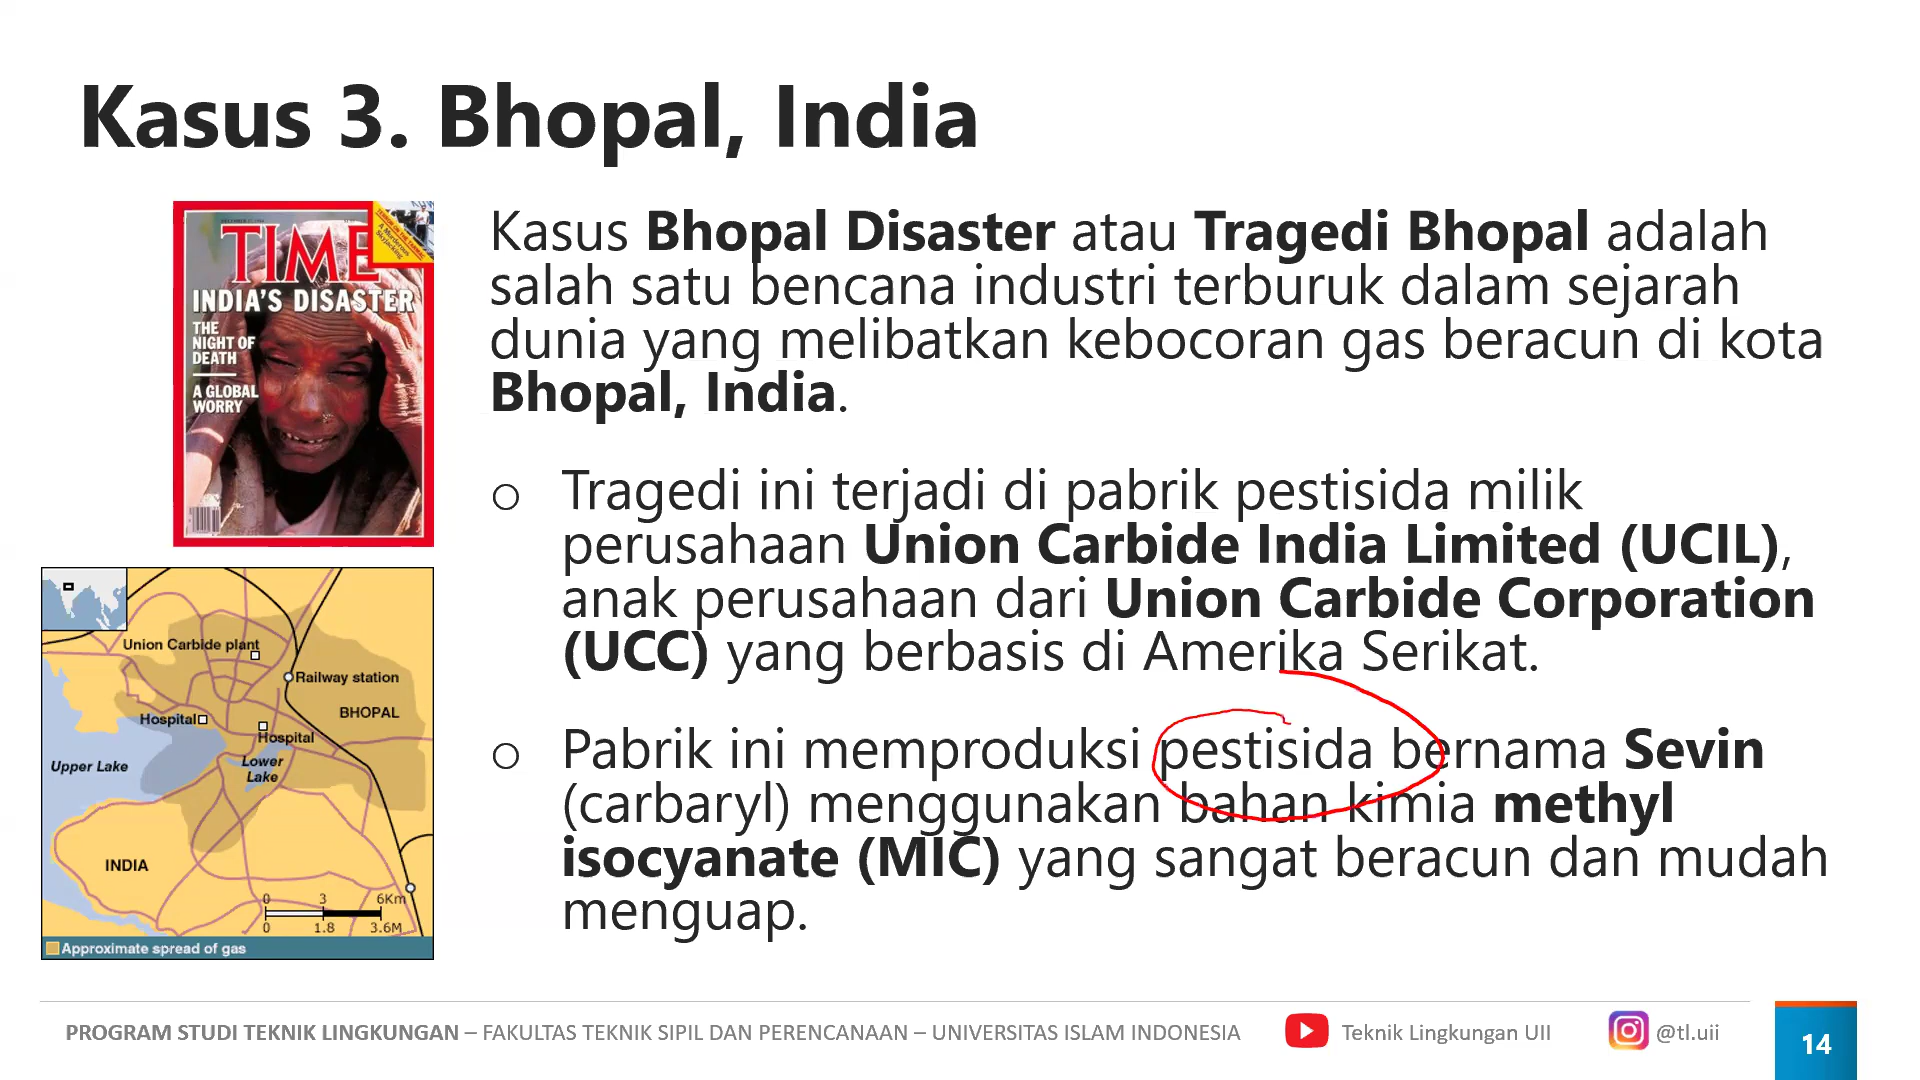 Kasus 3. Bhopal, India
TIME
INDIA'S DISASTER
THE
NIGHT OF
DEATH
A GLOBAL
WORRY
Kasus Bhopal Disaster atau Tragedi Bhopal adalah
salah satu bencana industri terburuk dalam sejarah
dunia yang melibatkan kebocoran gas beracun di kota
Bhopal, India.
o Tragedi ini terjadi di pabrik pestisida milik
perusahaan Union Carbide India Limited (UCIL),
anak perusahaan dari Union Carbide Corporation
(UCC) yang berbasis di Amerika Serikat.
o Pabrik ini memproduksi pestisida bernama Sevin
(carbaryl) menggunakan bahan kimia methyl
isocyanate (MIC) yang sangat beracun dan mudah
menguap.
Union Carbide plant
Railway station
BHOPAL
Hospital
Hospital
Upper Lake
Lower
Lake
INDIA
0 3 6Km
0 1.8 3.6M
Approximate spread of gas
PROGRAM STUDI TEKNIK LINGKUNGAN – FAKULTAS TEKNIK SIPIL DAN PERENCANAAN – UNIVERSITAS ISLAM INDONESIA
Teknik Lingkungan UII
@tl.uii
14